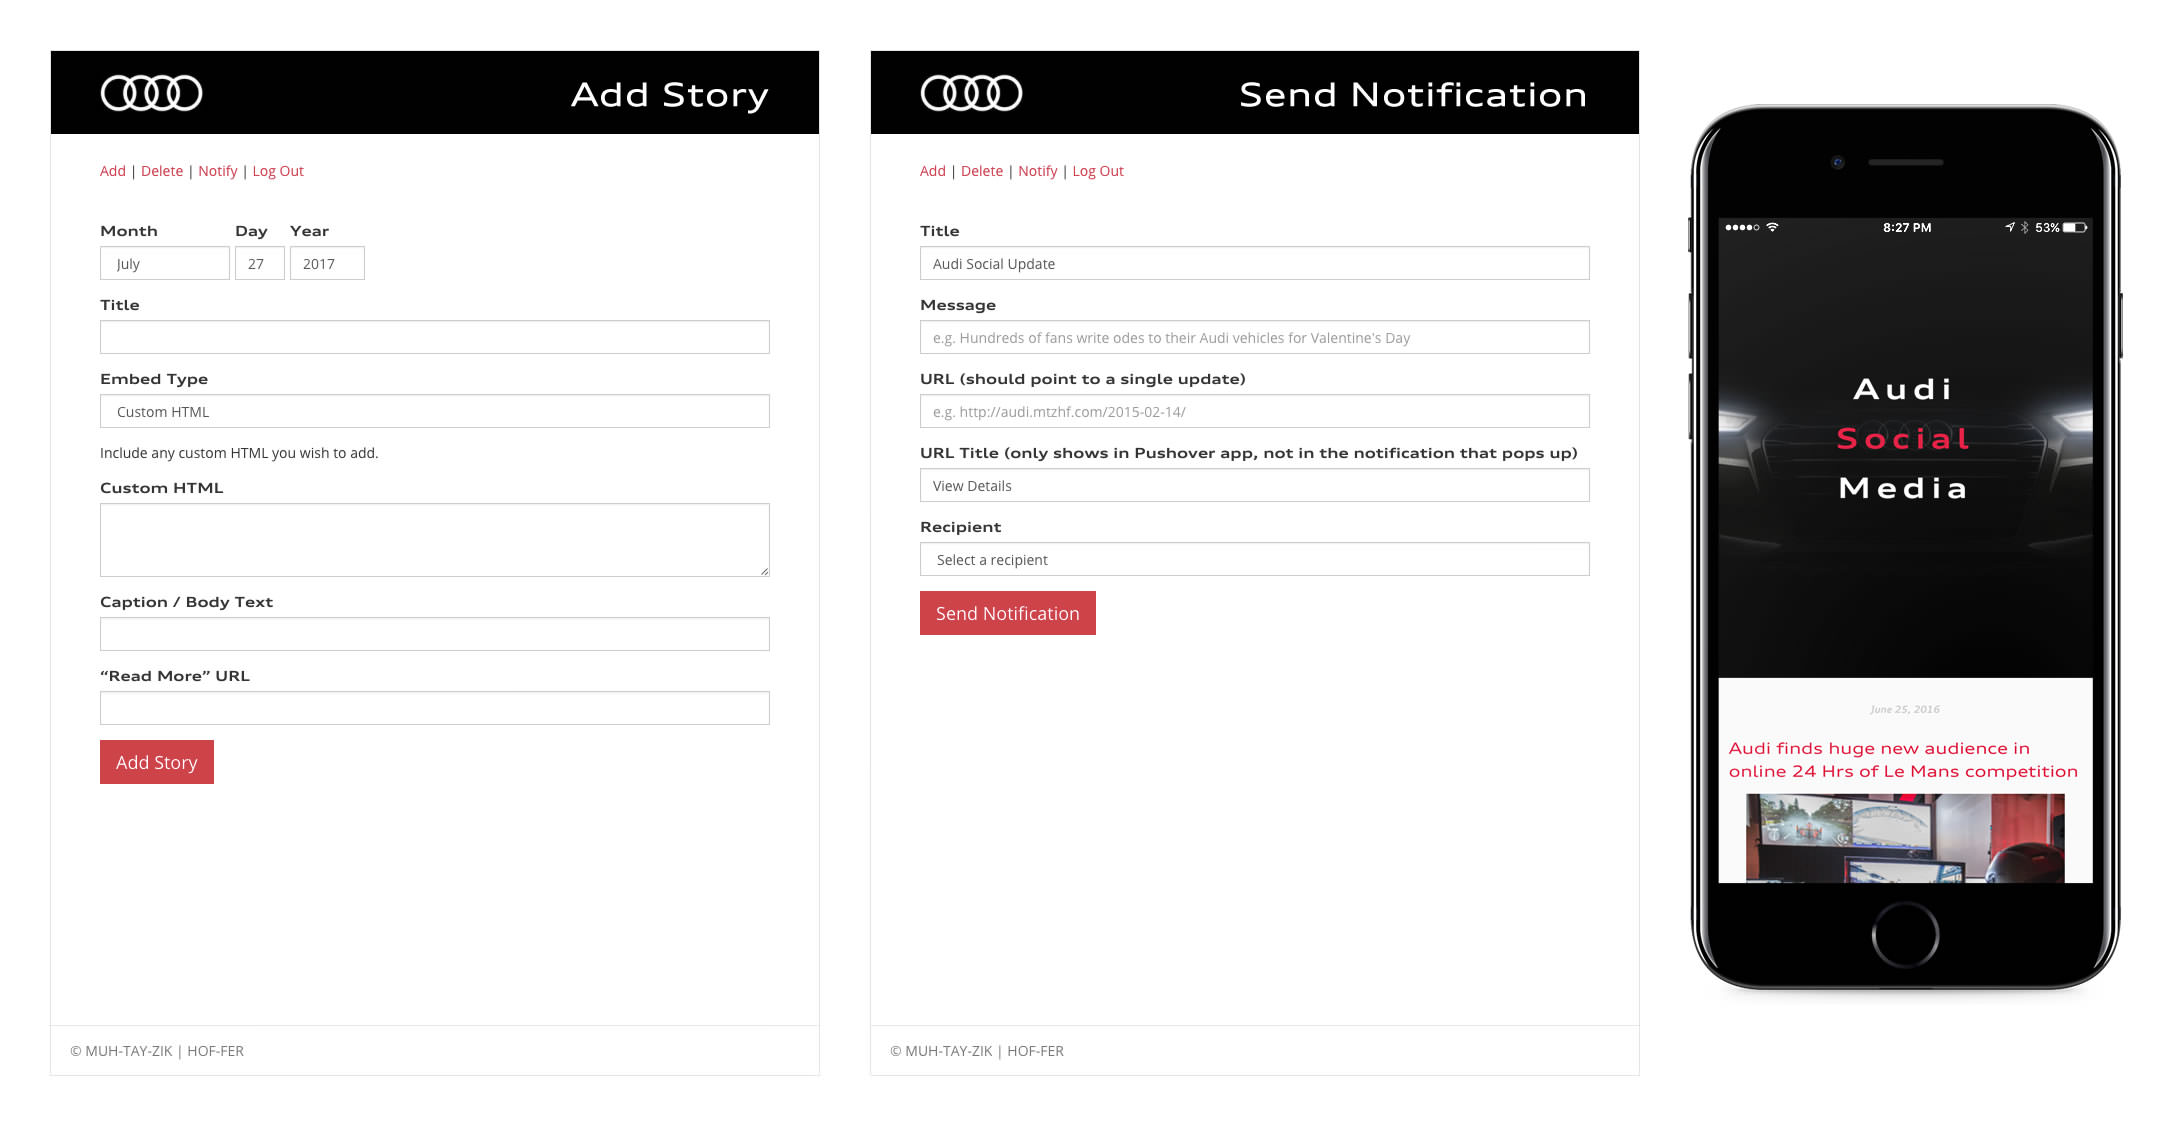 Add Story
Add | Delete | Notify | Log Out
Month Day Year
July 27 2017
Title
Embed Type
Custom HTML
Include any custom HTML you wish to add.
Custom HTML
Caption / Body Text
“Read More” URL
Add Story
© MUH-TAY-ZIK | HOF-FER
Send Notification
Add | Delete | Notify | Log Out
Title
Audi Social Update
Message
e.g. Hundreds of fans write odes to their Audi vehicles for Valentine's Day
URL (should point to a single update)
e.g. http://audi.mtzhf.com/2015-02-14/
URL Title (only shows in Pushover app, not in the notification that pops up)
View Details
Recipient
Select a recipient
Send Notification
© MUH-TAY-ZIK | HOF-FER
8:27 PM 53%
Audi
Social
Media
June 25, 2016
Audi finds huge new audience in
online 24 Hrs of Le Mans competition